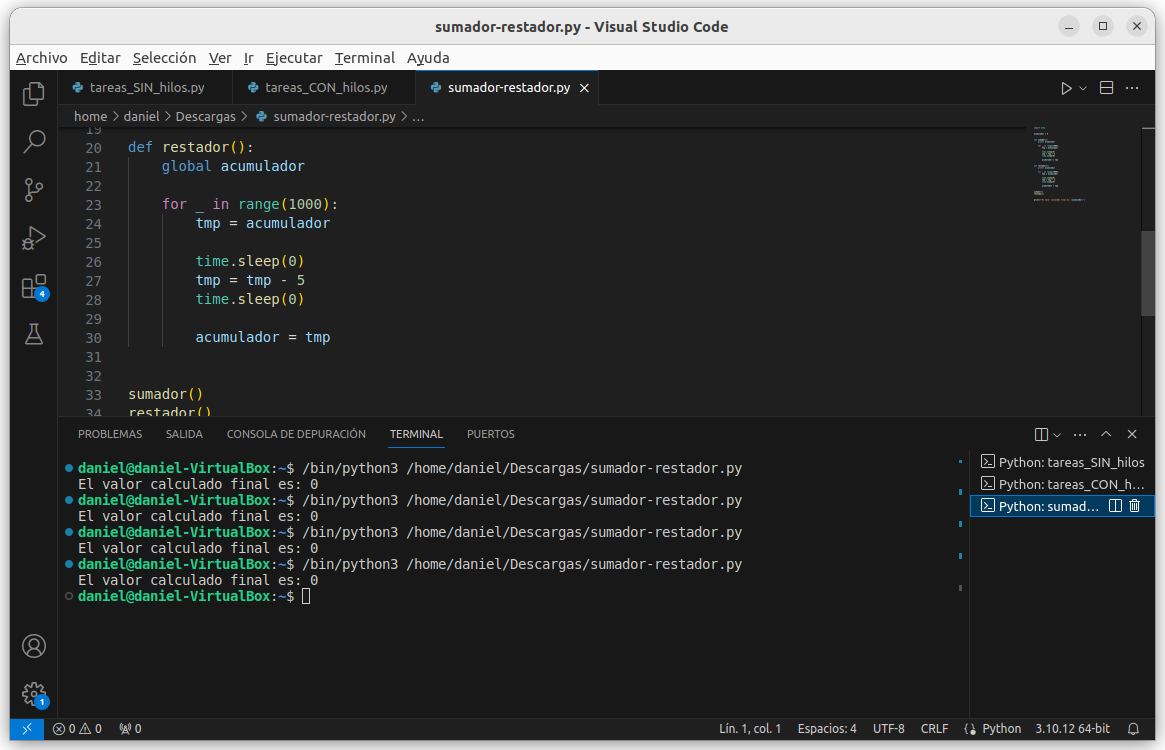 sumador-restador.py - Visual Studio Code
Archivo Editar Selección Ver Ir Ejecutar Terminal Ayuda
tareas_SIN_hilos.py tareas_CON_hilos.py sumador-restador.py
home > daniel > Descargas > sumador-restador.py > ...
19
20 def restador():
21 global acumulador
22
23 for _ in range(1000):
24 tmp = acumulador
25
26 time.sleep(0)
27 tmp = tmp - 5
28 time.sleep(0)
29
30 acumulador = tmp
31
32
33 sumador()
34 restador()
4
PROBLEMAS SALIDA CONSOLA DE DEPURACIÓN TERMINAL PUERTOS
daniel@daniel-VirtualBox:~$ /bin/python3 /home/daniel/Descargas/sumador-restador.py
El valor calculado final es: 0
daniel@daniel-VirtualBox:~$ /bin/python3 /home/daniel/Descargas/sumador-restador.py
El valor calculado final es: 0
daniel@daniel-VirtualBox:~$ /bin/python3 /home/daniel/Descargas/sumador-restador.py
El valor calculado final es: 0
daniel@daniel-VirtualBox:~$ /bin/python3 /home/daniel/Descargas/sumador-restador.py
El valor calculado final es: 0
daniel@daniel-VirtualBox:~$
Python: tareas_SIN_hilos
Python: tareas_CON_h...
Python: sumad...
1
0 0 0 Lín. 1, col. 1 Espacios: 4 UTF-8 CRLF Python 3.10.12 64-bit